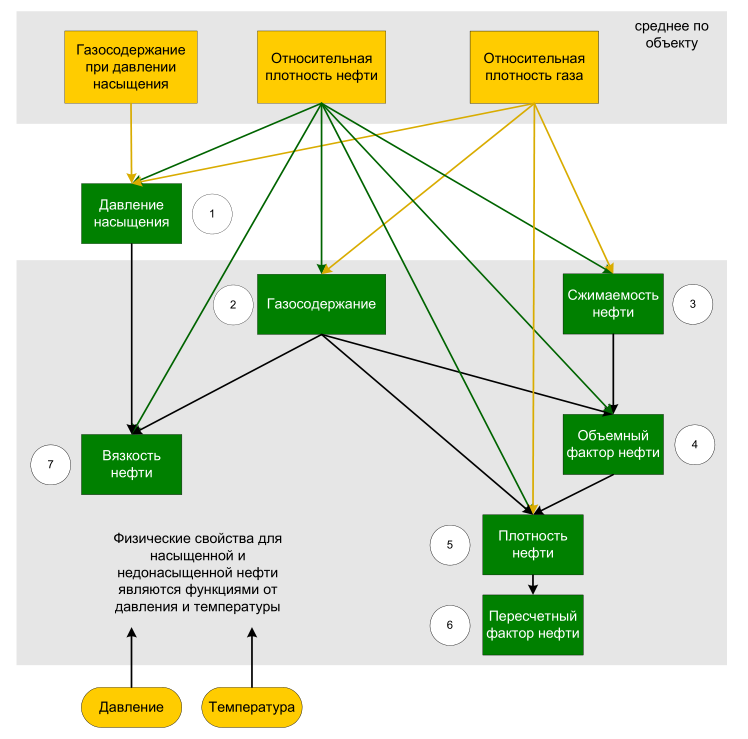 среднее по
объекту
Газосодержание
при давлении
насыщения
Относительная
плотность нефти
Относительная
плотность газа
Давление
насыщения
1
2
Газосодержание
Сжимаемость
нефти
3
7
Вязкость
нефти
Объемный
фактор нефти
4
5
Плотность
нефти
Физические свойства для
насыщенной и
недонасыщенной нефти
являются функциями от
давления и температуры
6
Пересчетный
фактор нефти
Давление
Температура